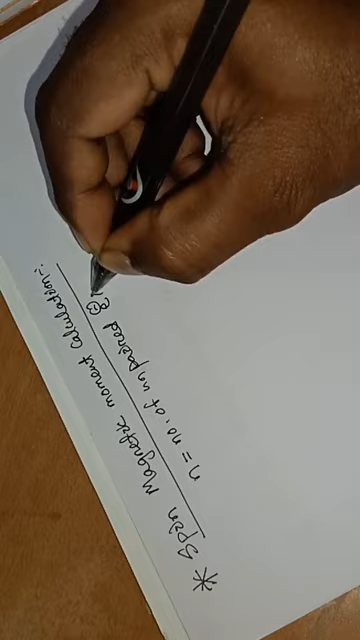 * Spin Magnetic moment Calculation:-
n = no. of unpaired e